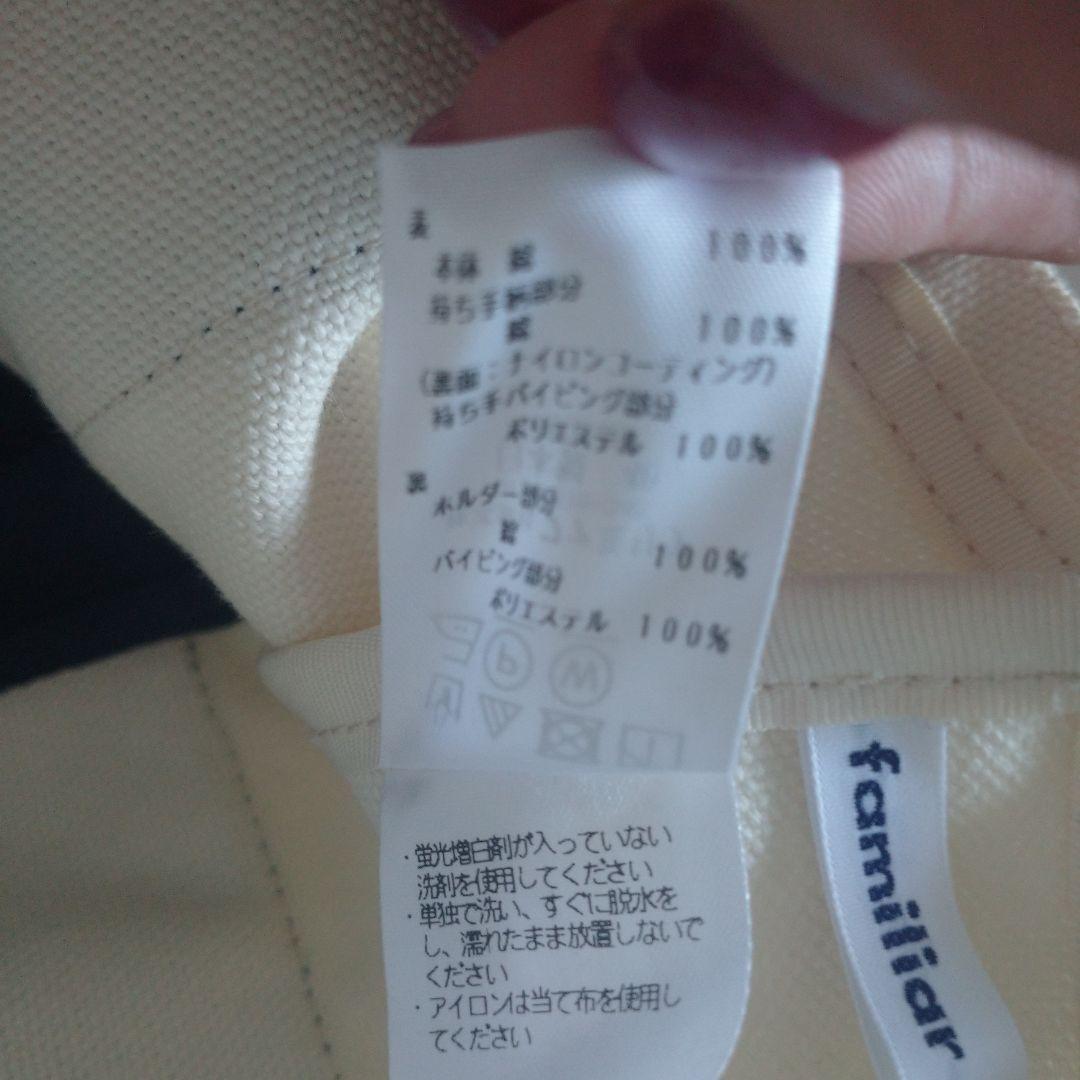 表
本体 綿 100%
持ち手裏部分
綿 100%
(裏面:ナイロンコーティング)
持ち手パイピング部分
ポリエステル 100%
裏
ホルダー部分
綿 100%
パイピング部分
ポリエステル 100%
・蛍光増白剤が入っていない
洗剤を使用してください
・単独で洗い、すぐに脱水を
し、濡れたまま放置しないで
ください
・アイロンは当て布を使用し
てください
familiar